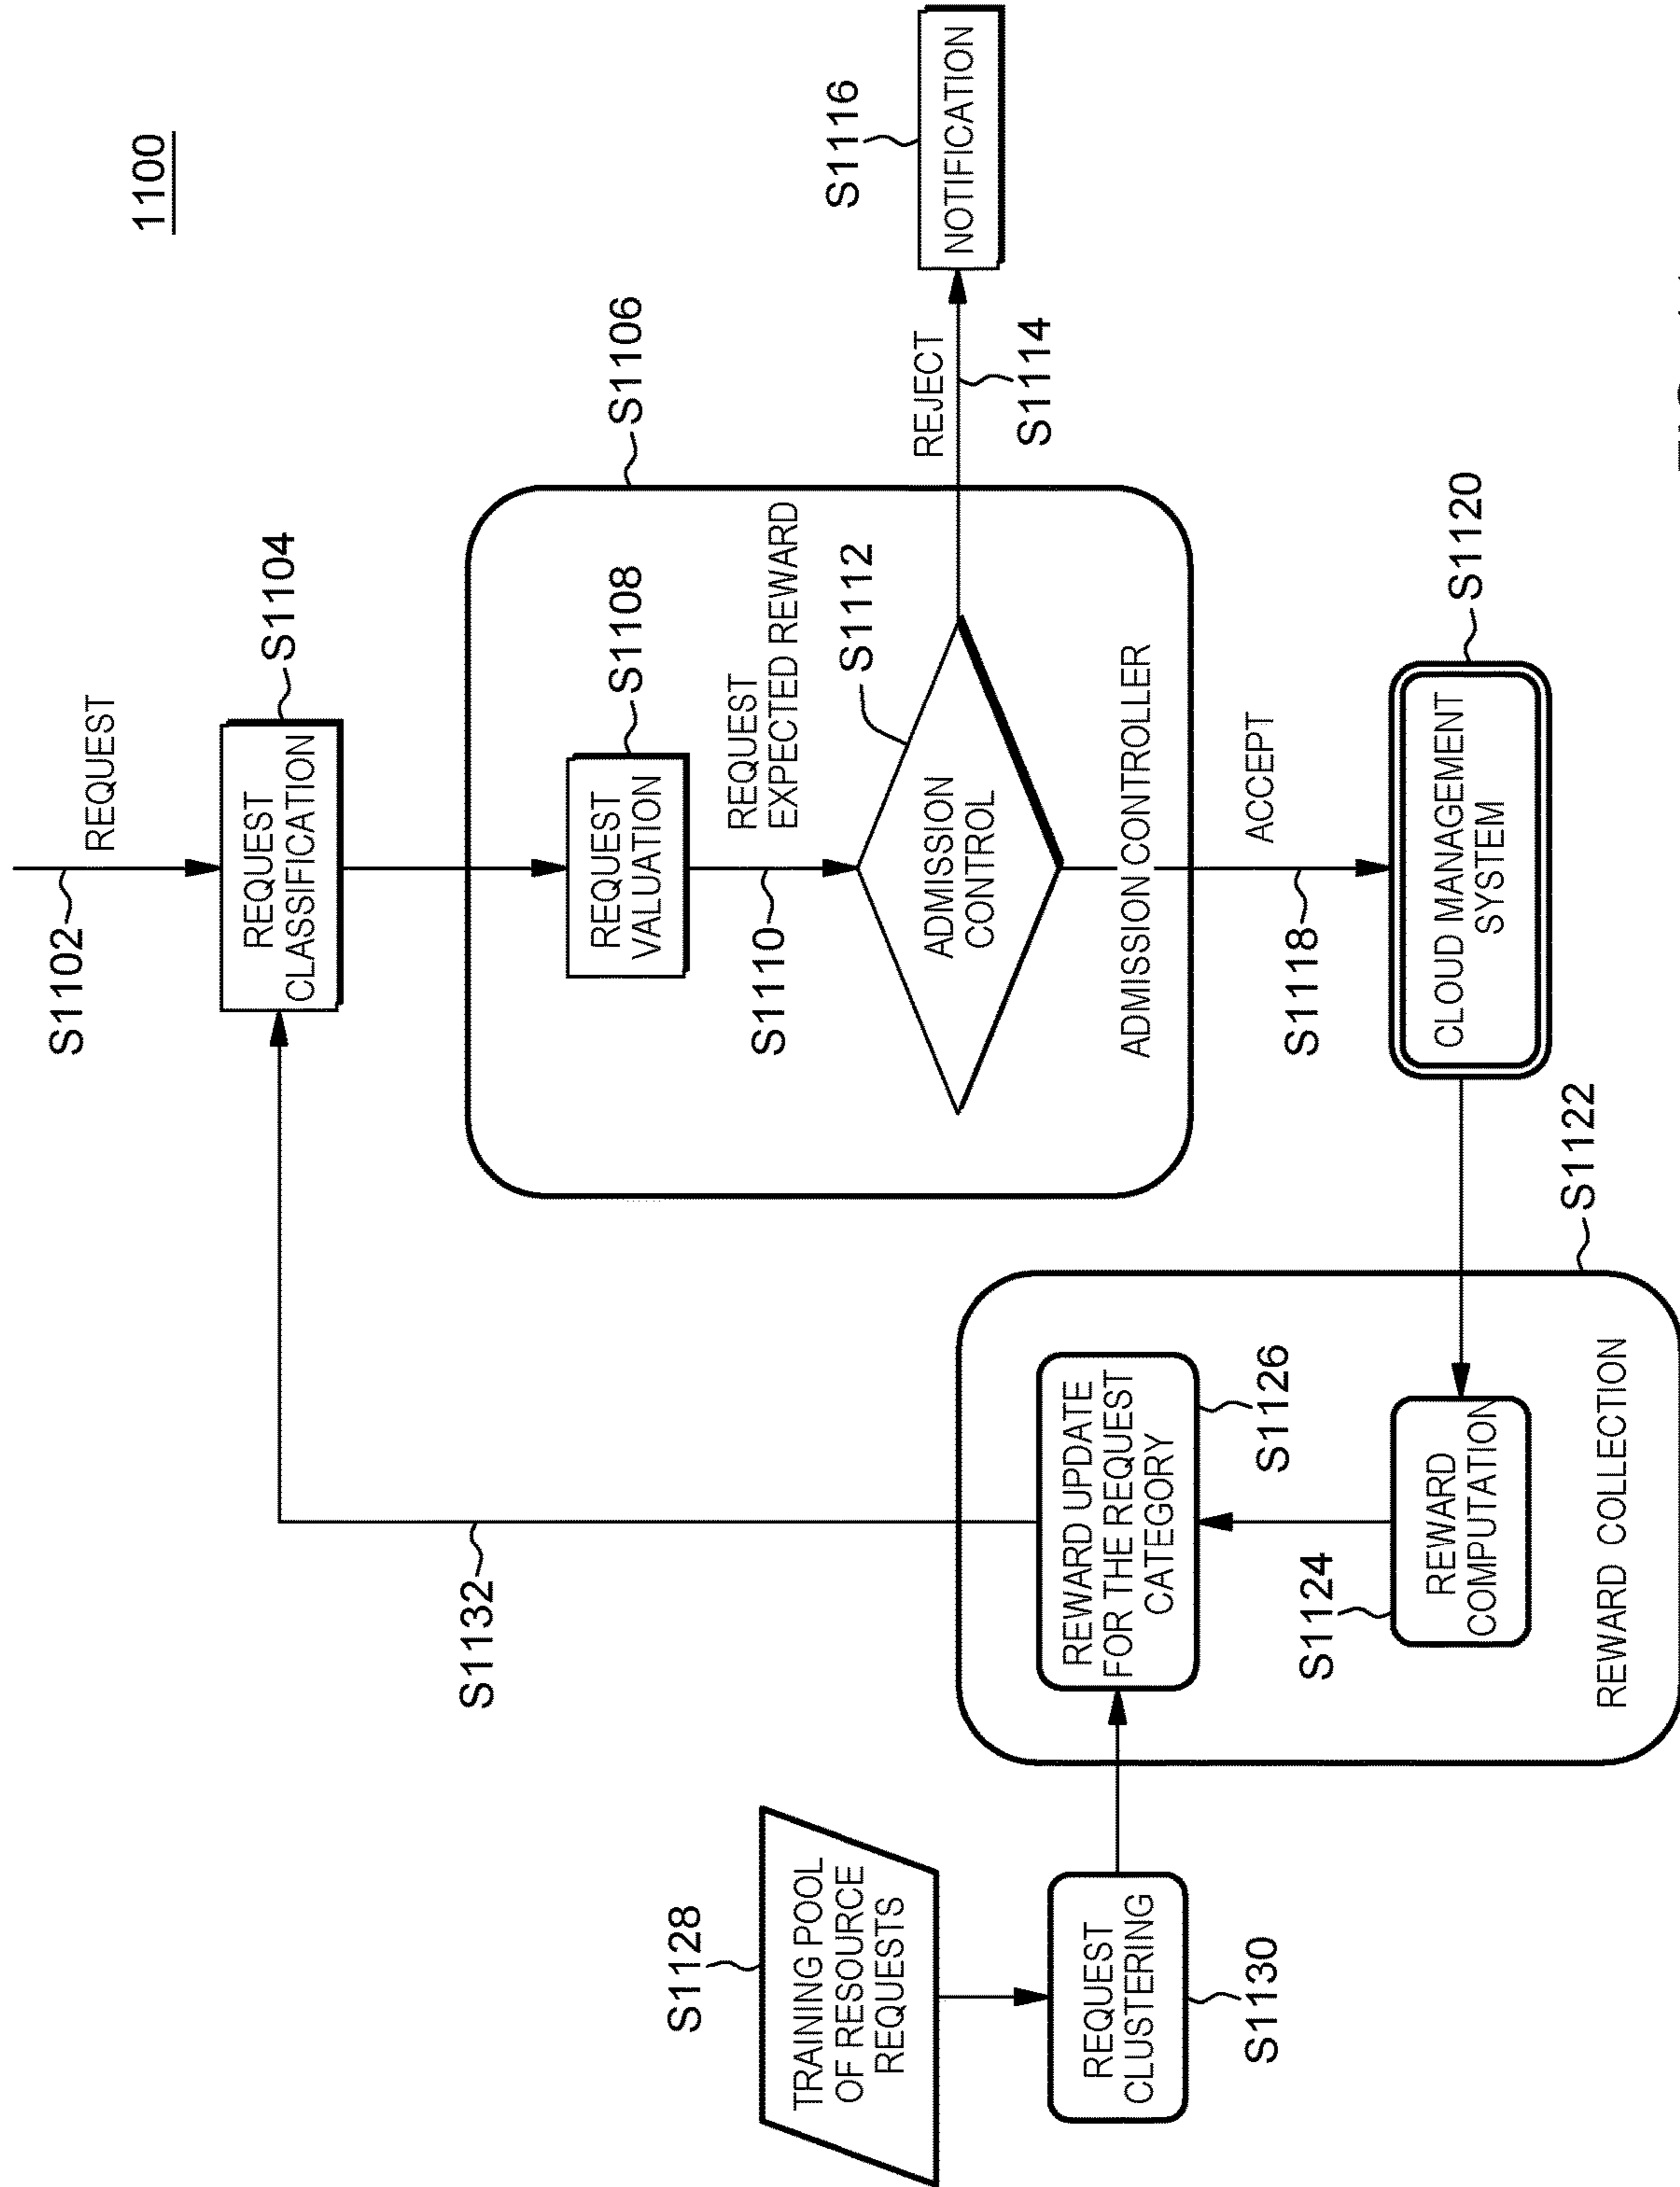 1100
S1102
REQUEST
REQUEST
CLASSIFICATION
S1104
S1106
REQUEST
VALUATION
S1108
S1110
REQUEST
EXPECTED REWARD
ADMISSION
CONTROL
S1112
REJECT
S1114
NOTIFICATION
S1116
ADMISSION CONTROLLER
S1118
ACCEPT
CLOUD MANAGEMENT
SYSTEM
S1120
S1122
REWARD
COMPUTATION
S1124
REWARD UPDATE
FOR THE REQUEST
CATEGORY
S1126
REWARD COLLECTION
TRAINING POOL
OF RESOURCE
REQUESTS
S1128
REQUEST
CLUSTERING
S1130
S1132